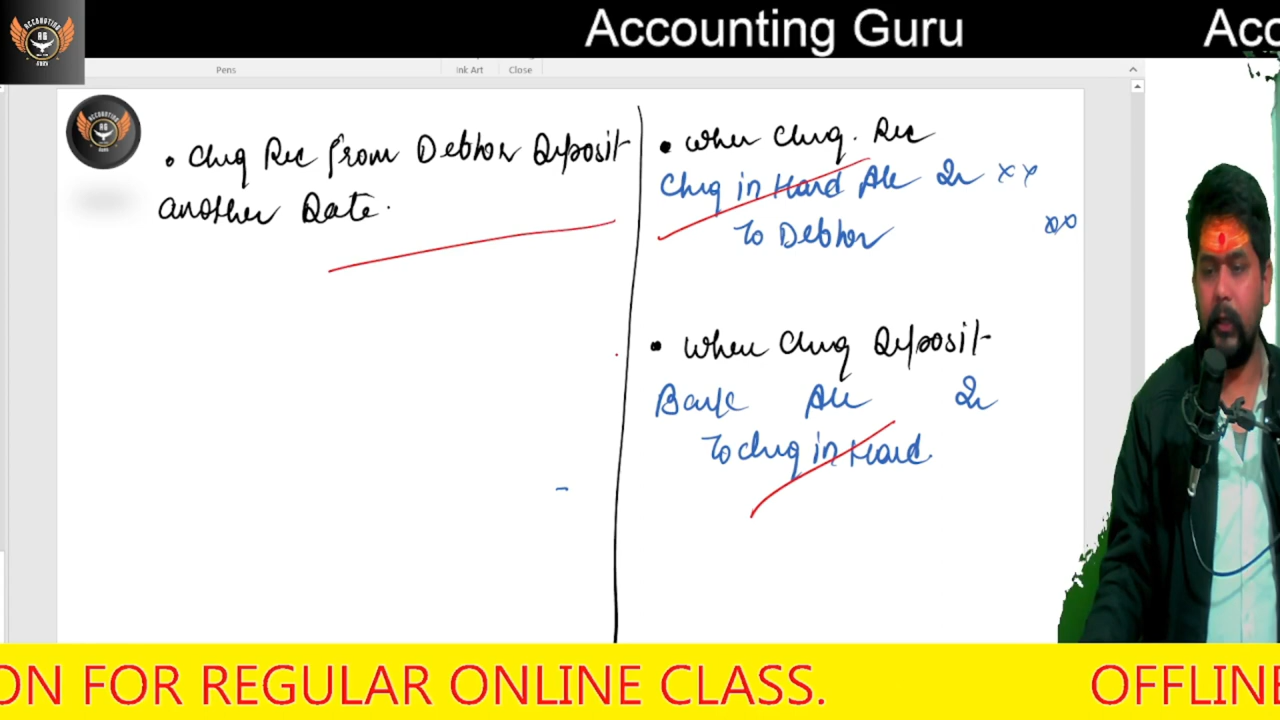 Accounting Guru
Acc
Pens
Ink Art
Close
• Chq Rec from Debtor Deposit
another Date.
• when Chq. Rec
Chq in Hand A/c Dr xx
To Debtor xx
• when Chq Deposit
Bank A/c Dr
To chq in Hand
ON FOR REGULAR ONLINE CLASS.
OFFLINE